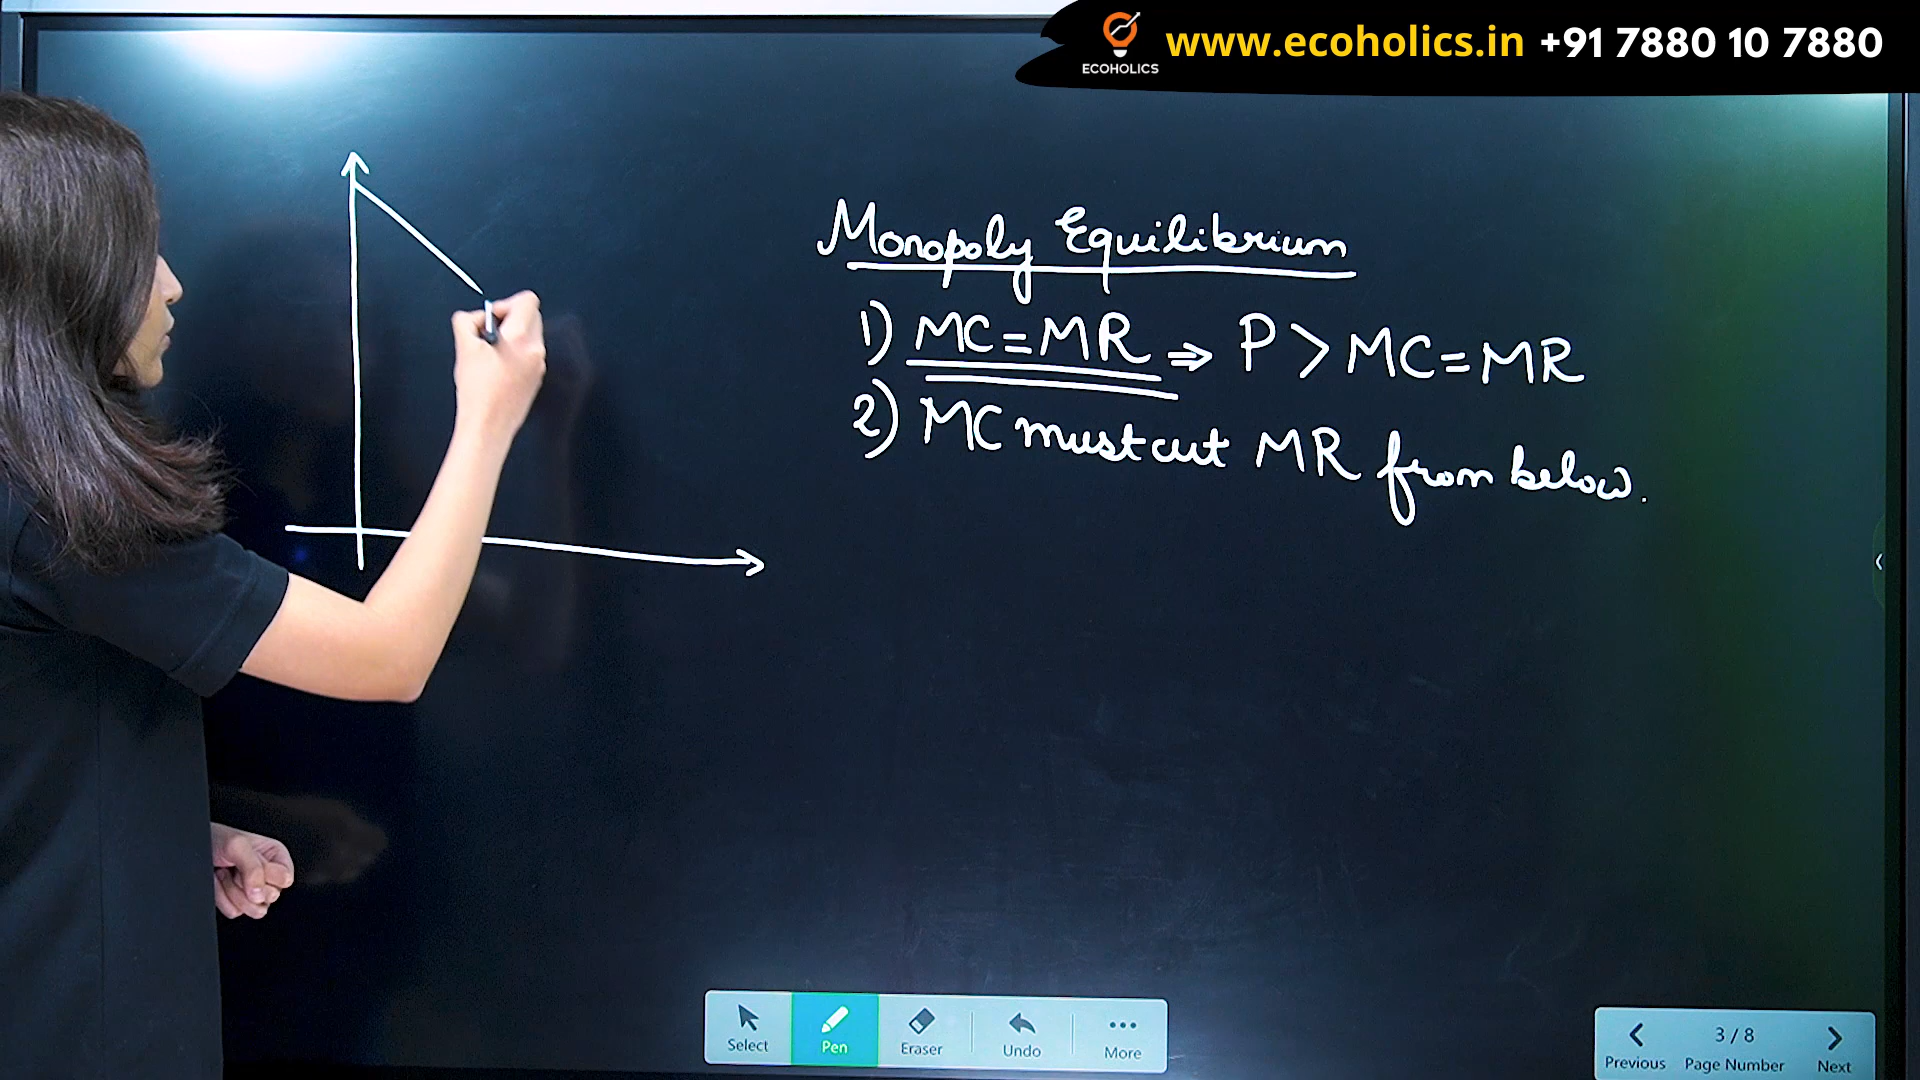 www.ecoholics.in +91 7880 10 7880
ECOHOLICS
Monopoly Equilibrium
1) MC=MR ⇒ P > MC=MR
2) MC must cut MR from below.
Select Pen Eraser Undo More
3 / 8
Previous Page Number Next